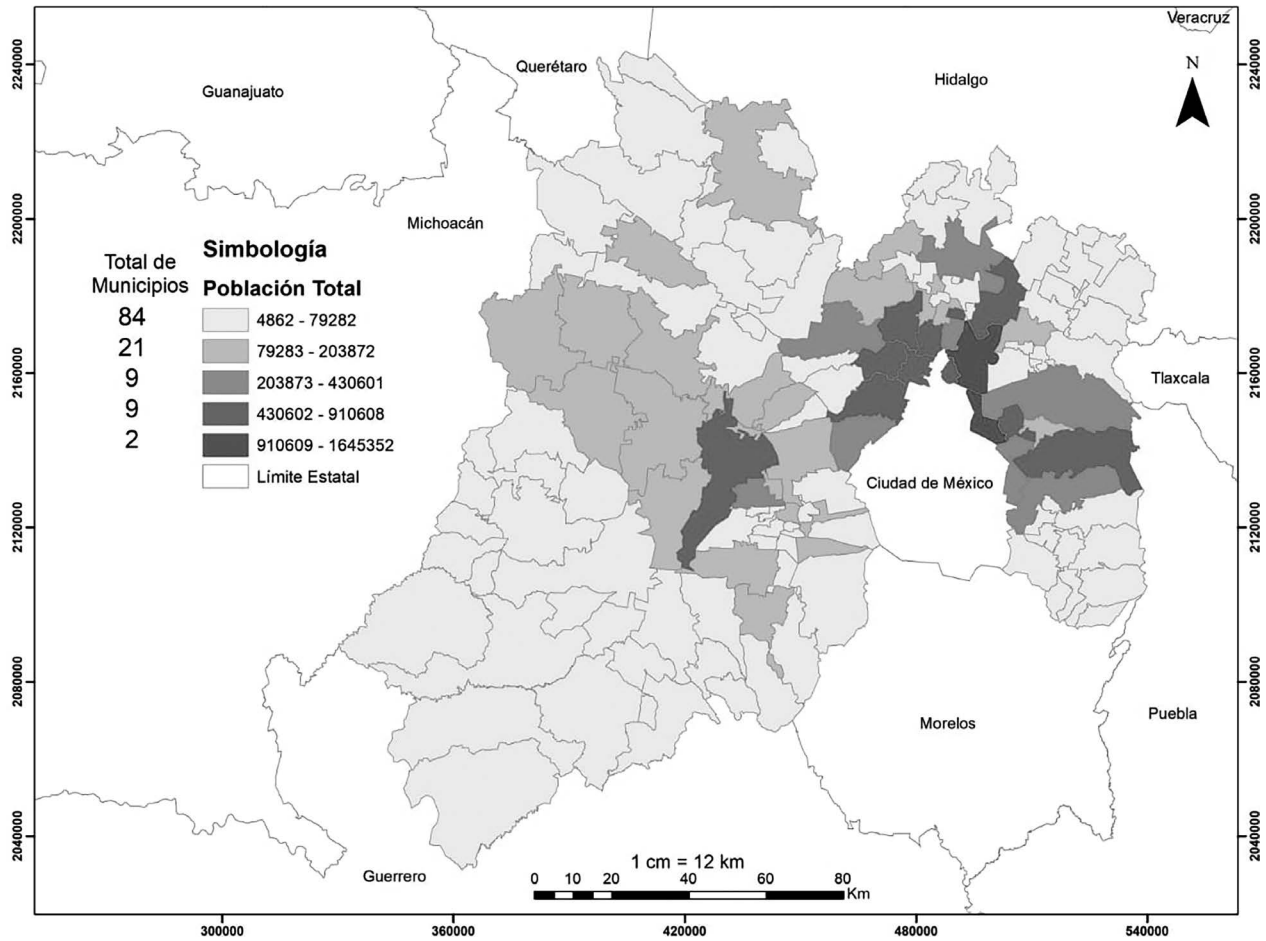 Veracruz
Querétaro
Hidalgo
N
Guanajuato
Michoacán
Simbología
Total de
Municipios
Población Total
84
4862 - 79282
21
79283 - 203872
9
203873 - 430601
9
430602 - 910608
2
910609 - 1645352
Límite Estatal
Tlaxcala
Ciudad de México
Puebla
Morelos
Guerrero
1 cm = 12 km
0 5 10 20 40 60 80
Km
2240000
2200000
2160000
2120000
2080000
2040000
2240000
2200000
2160000
2120000
2080000
2040000
300000 360000 420000 480000 540000